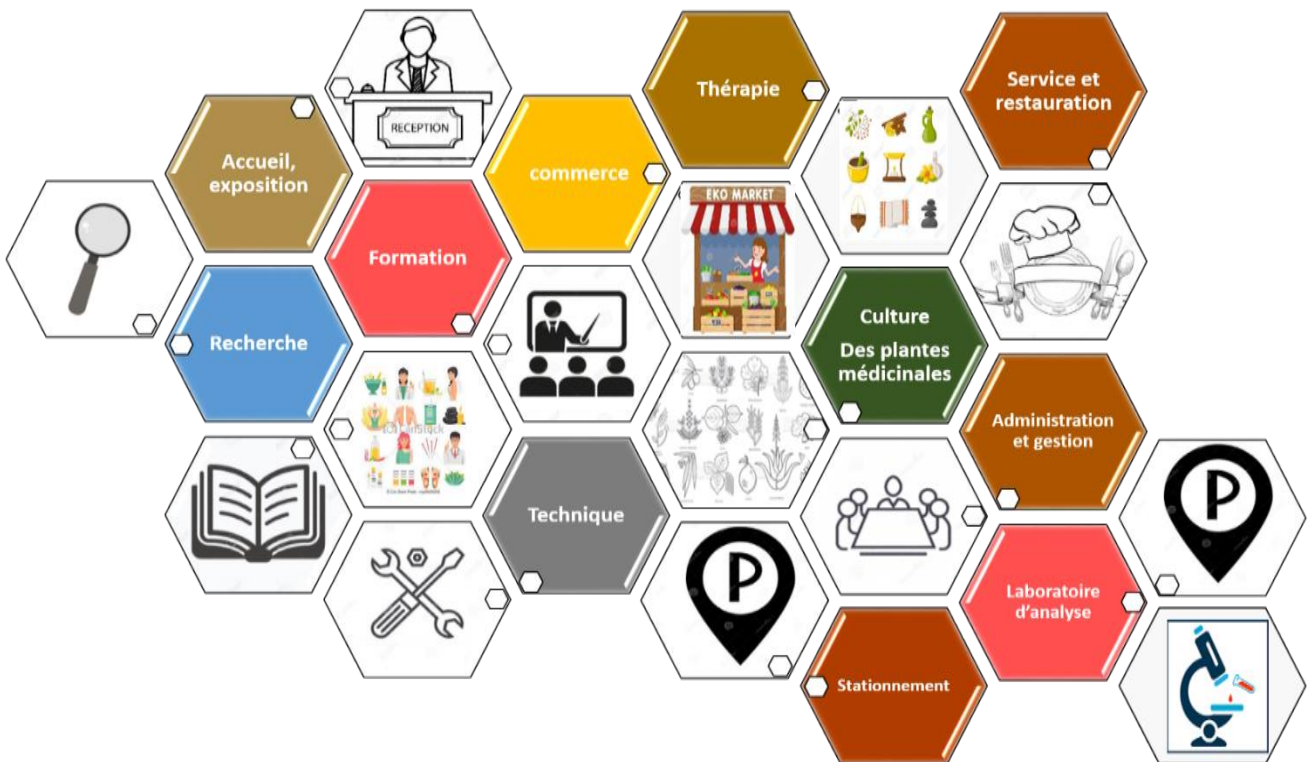 RECEPTION
Thérapie
Service et
restauration
Accueil,
exposition
commerce
EKO MARKET
Formation
Recherche
Culture
Des plantes
médicinales
Administration
et gestion
Technique
P
P
Laboratoire
d'analyse
Stationnement